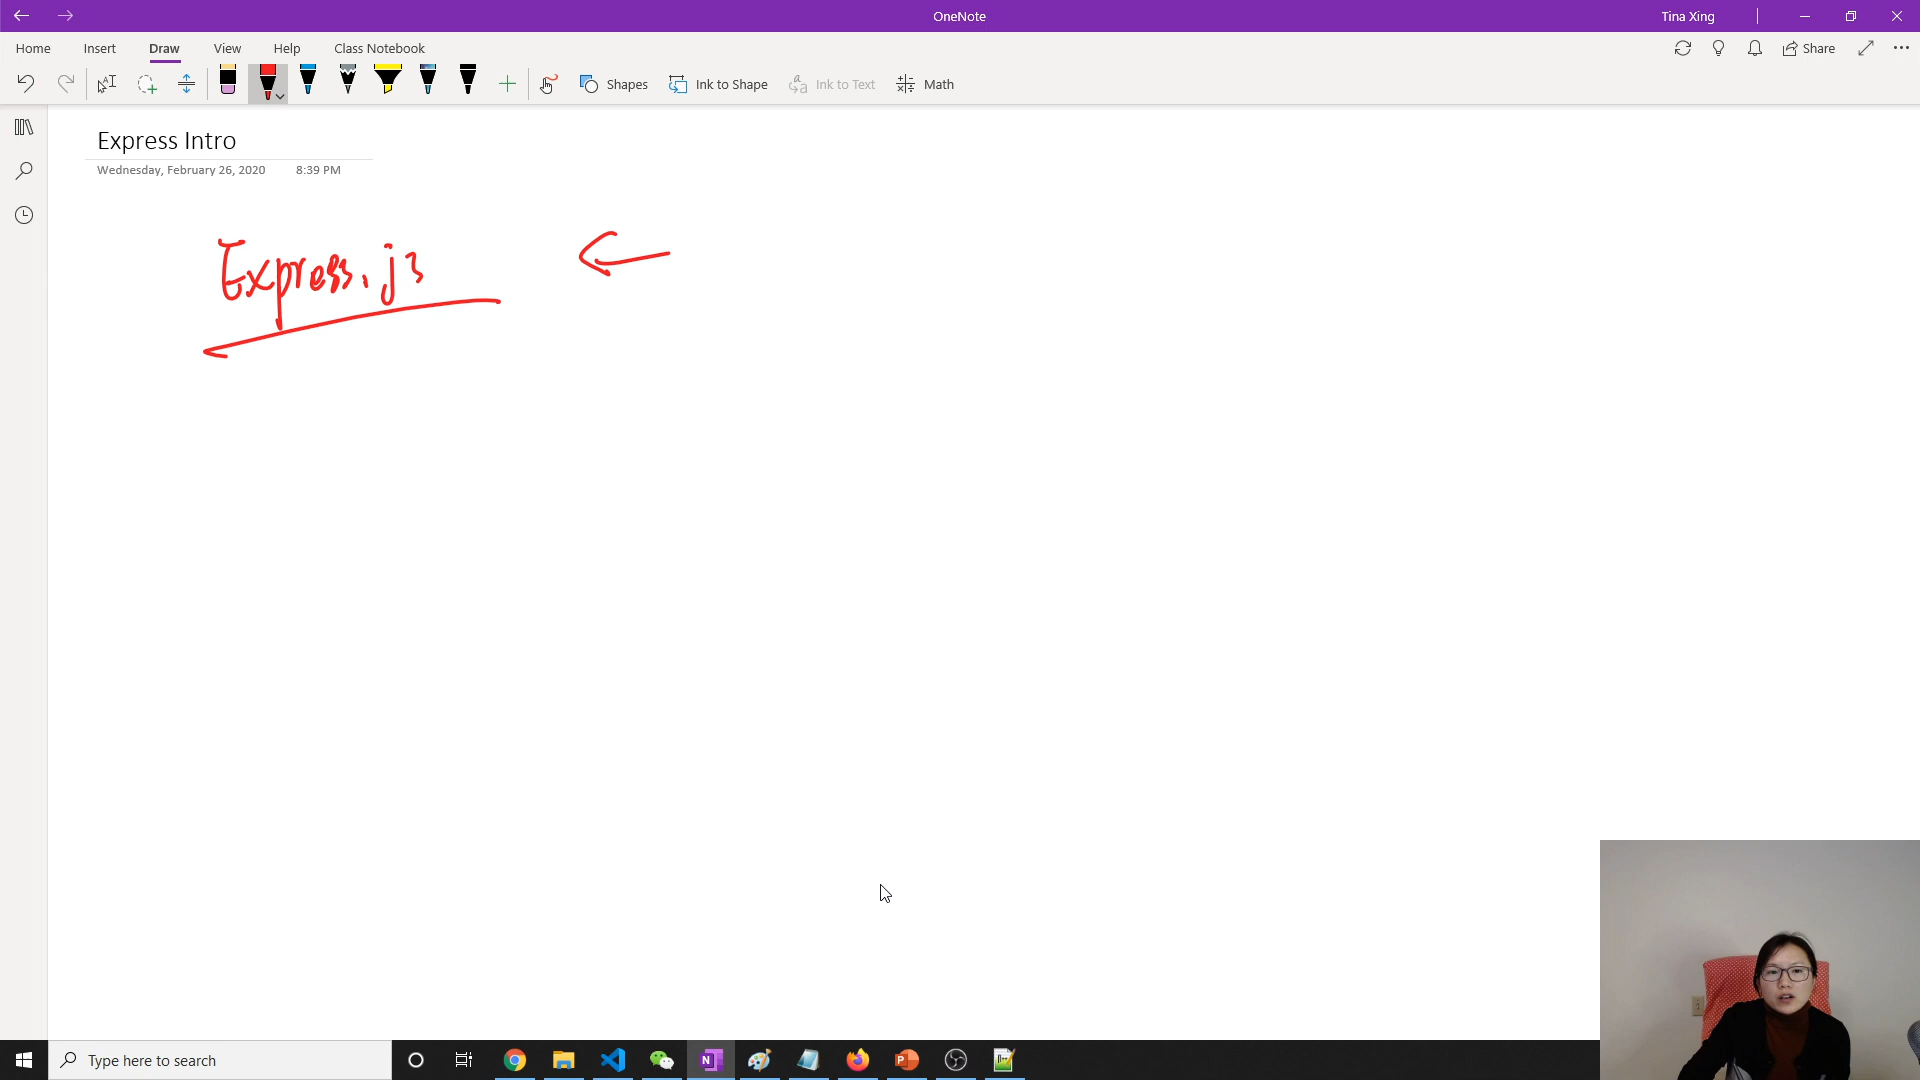 OneNote
Tina Xing
Home Insert Draw View Help Class Notebook
Share
Shapes Ink to Shape Ink to Text Math
Express Intro
Wednesday, February 26, 2020 8:39 PM
Express.js
Type here to search